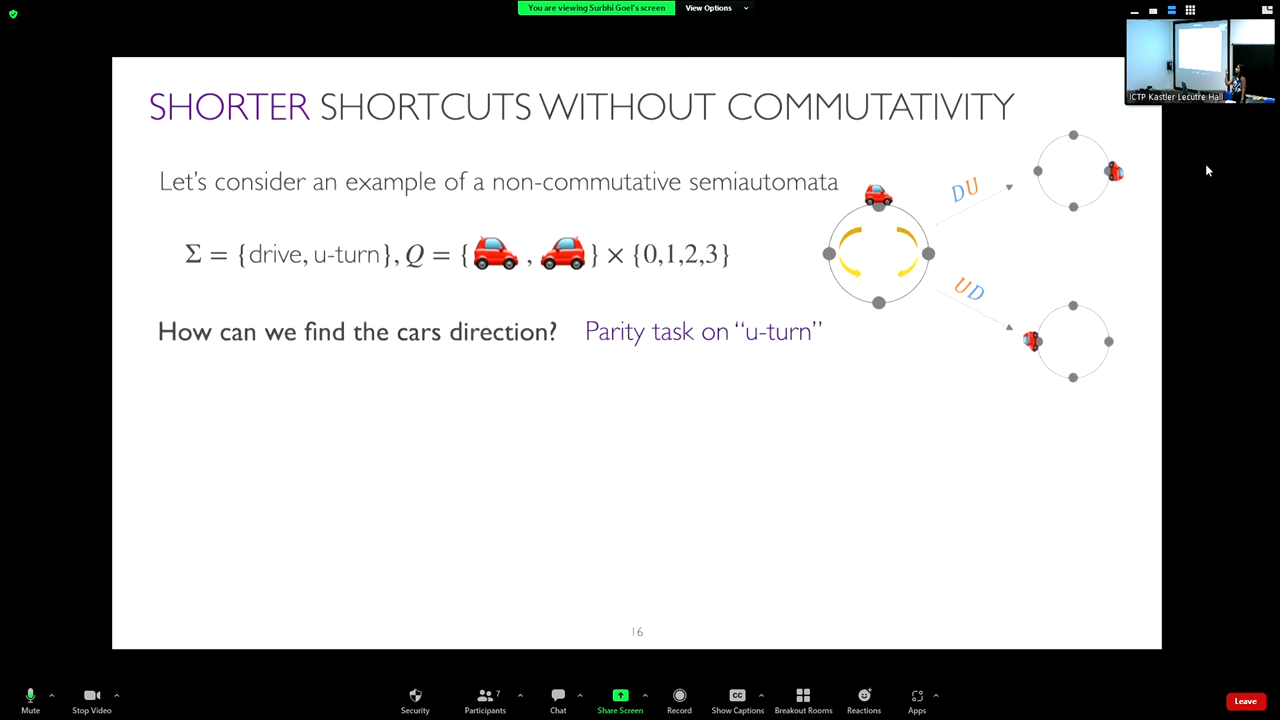 You are viewing Surbhi Goel's screen
View Options
ICTP Kastler Lecutre Hall
SHORTER SHORTCUTS WITHOUT COMMUTATIVITY
Let's consider an example of a non-commutative semiautomata
Σ = {drive, u-turn}, Q = { , } × {0,1,2,3}
DU
UD
How can we find the cars direction? Parity task on “u-turn”
16
Mute
Stop Video
Security
Participants 7
Chat
Share Screen
Record
CC
Show Captions
Breakout Rooms
Reactions
Apps
Leave